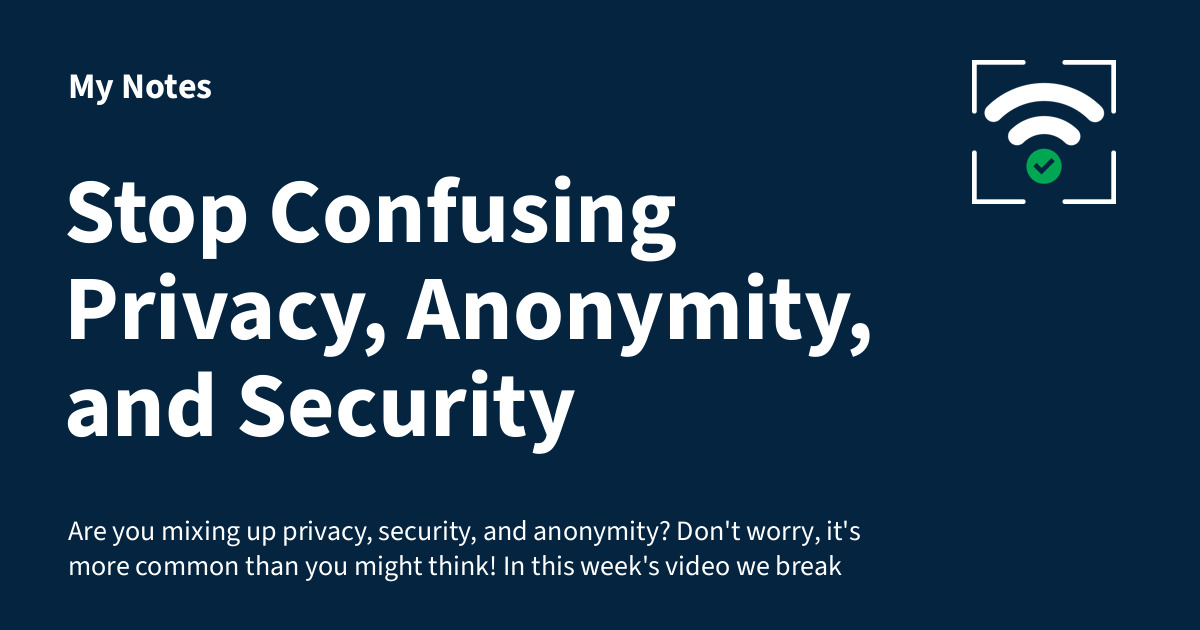 My Notes
Stop Confusing
Privacy, Anonymity,
and Security
Are you mixing up privacy, security, and anonymity? Don't worry, it's
more common than you might think! In this week's video we break